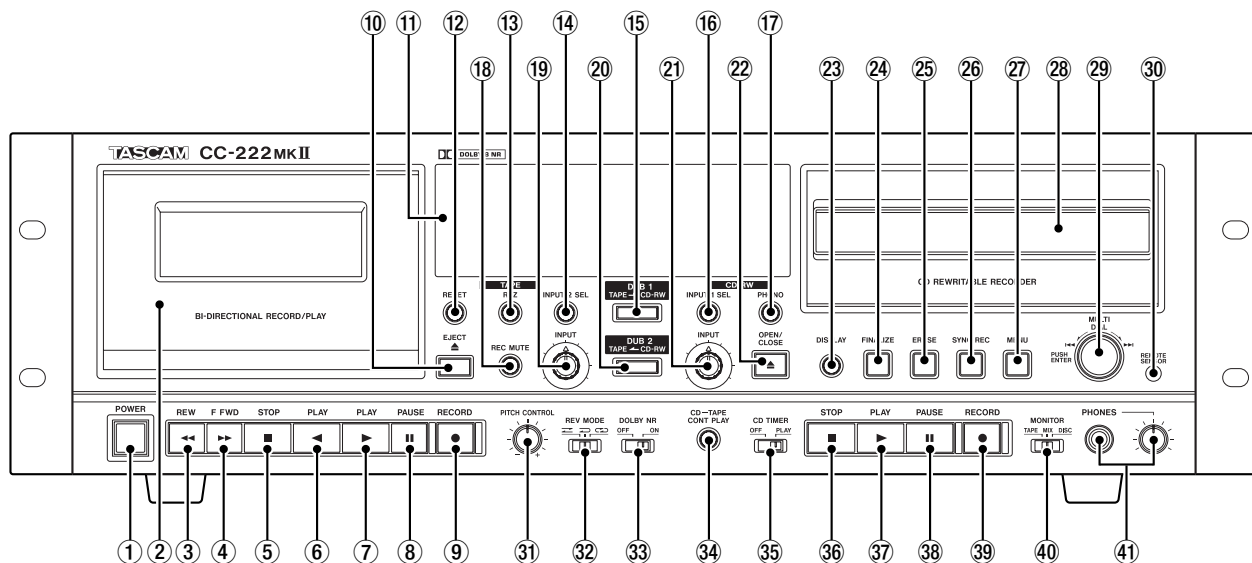 ⑩ ⑪ ⑫ ⑬ ⑭ ⑮ ⑯ ⑰
⑱ ⑲ ⑳ ㉑ ㉒ ㉓ ㉔ ㉕ ㉖ ㉗ ㉘ ㉙ ㉚
TASCAM CC-222MKⅡ
DOLBY B NR
BI-DIRECTIONAL RECORD/PLAY
TAPE
CD-RW
RESET
RTZ
INPUT 2 SEL
DUB 1
TAPE → CD-RW
INPUT 1 SEL
PHONO
CD REWRITABLE RECORDER
EJECT
REC MUTE
INPUT
DUB 2
TAPE ← CD-RW
INPUT
OPEN/
CLOSE
DISPLAY
FINALIZE
ERASE
SYNC REC
MENU
MULTI
DIAL
PUSH
ENTER
REMOTE
SENSOR
POWER
REW
F FWD
STOP
PLAY
PLAY
PAUSE
RECORD
PITCH CONTROL
− +
REV MODE
DOLBY NR
OFF ON
CD−TAPE
CONT PLAY
CD TIMER
OFF PLAY
STOP
PLAY
PAUSE
RECORD
MONITOR
TAPE MIX DISC
PHONES
① ② ③ ④ ⑤ ⑥ ⑦ ⑧ ⑨ ㉛ ㉜ ㉝ ㉞ ㉟ ㊱ ㊲ ㊳ ㊴ ㊵ ㊶